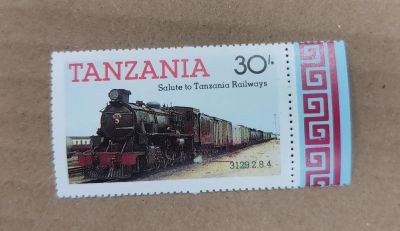 TANZANIA 30/-
Salute to Tanzania Railways
3129.2.8.4.